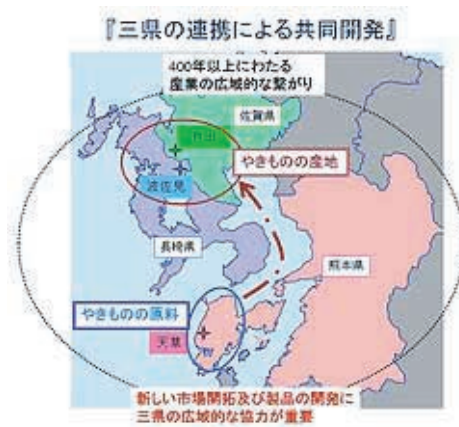 『三県の連携による共同開発』
400年以上にわたる
産業の広域的な繋がり
佐賀県
有田
やきものの産地
波佐見
長崎県
熊本県
やきものの原料
天草
新しい市場開拓及び製品の開発に
三県の広域的な協力が重要